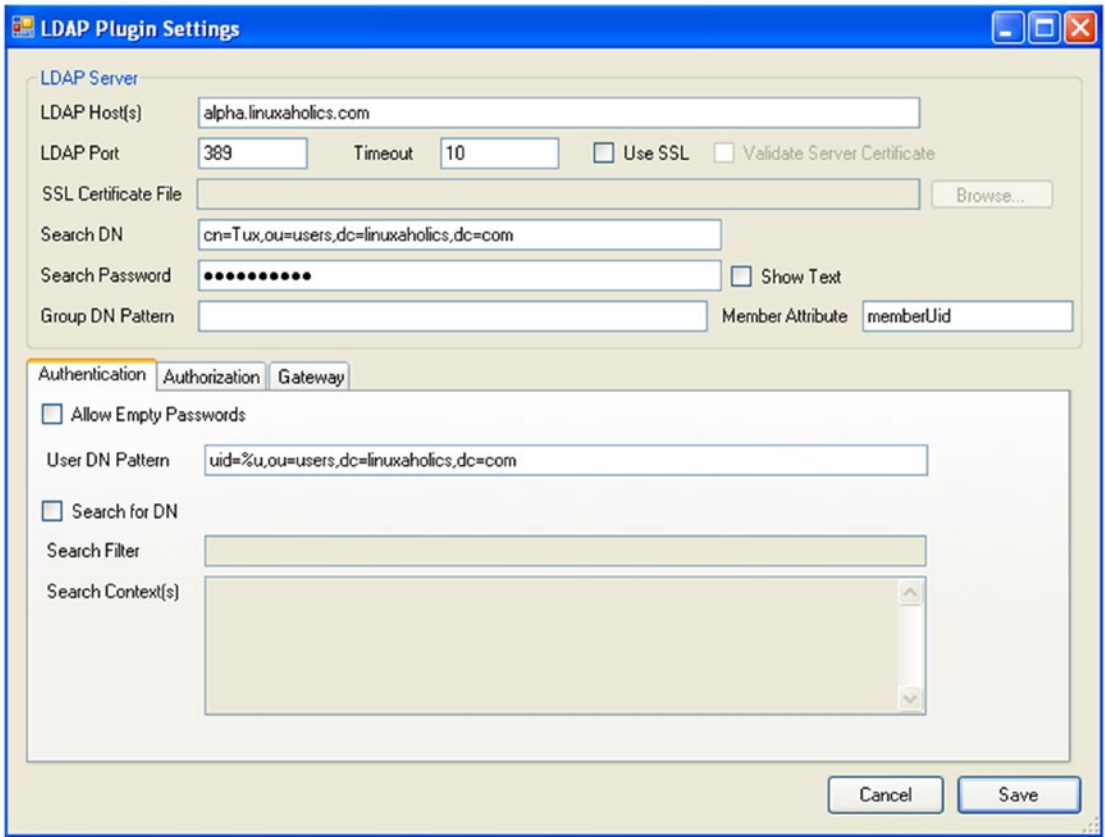 LDAP Plugin Settings
LDAP Server
LDAP Host(s) alpha.linuxaholics.com
LDAP Port 389 Timeout 10 Use SSL Validate Server Certificate
SSL Certificate File Browse...
Search DN cn=Tux,ou=users,dc=linuxaholics,dc=com
Search Password ●●●●●●●●●● Show Text
Group DN Pattern Member Attribute memberUid
Authentication Authorization Gateway
Allow Empty Passwords
User DN Pattern uid=%u,ou=users,dc=linuxaholics,dc=com
Search for DN
Search Filter
Search Context(s)
Cancel Save